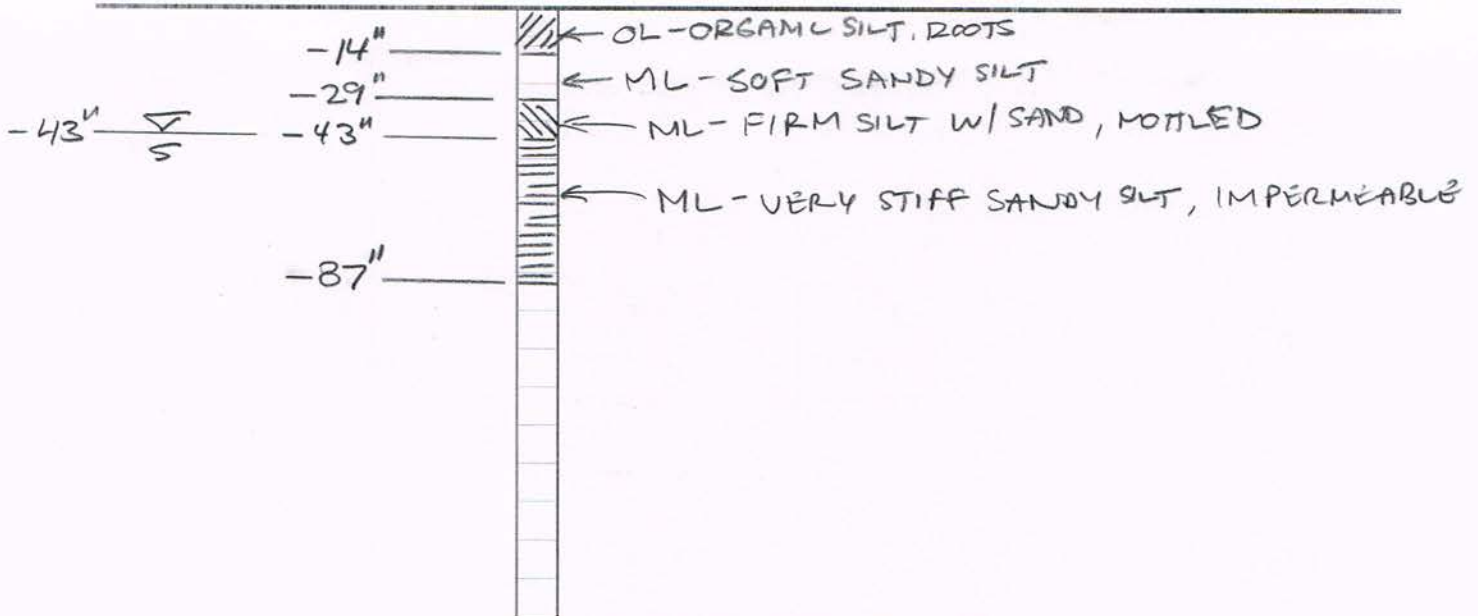 OL-ORGANIC SILT, ROOTS
-14"
ML-SOFT SANDY SILT
-29"
-43" -43"
ML-FIRM SILT W/ SAND, MOTTLED
S
ML-VERY STIFF SANDY SILT, IMPERMEABLE
-87"